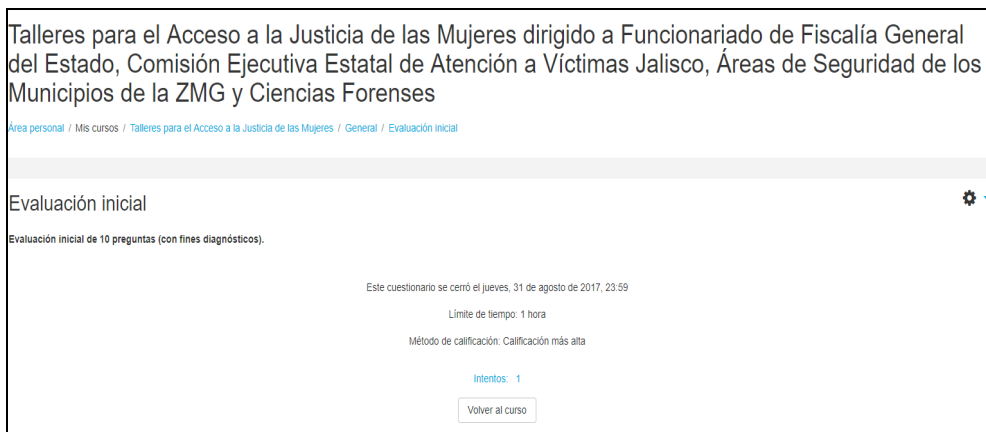 Talleres para el Acceso a la Justicia de las Mujeres dirigido a Funcionariado de Fiscalía General
del Estado, Comisión Ejecutiva Estatal de Atención a Víctimas Jalisco, Áreas de Seguridad de los
Municipios de la ZMG y Ciencias Forenses
Área personal / Mis cursos / Talleres para el Acceso a la Justicia de las Mujeres / General / Evaluación inicial
Evaluación inicial
Evaluación inicial de 10 preguntas (con fines diagnósticos).
Este cuestionario se cerró el jueves, 31 de agosto de 2017, 23:59
Límite de tiempo: 1 hora
Método de calificación: Calificación más alta
Intentos: 1
Volver al curso